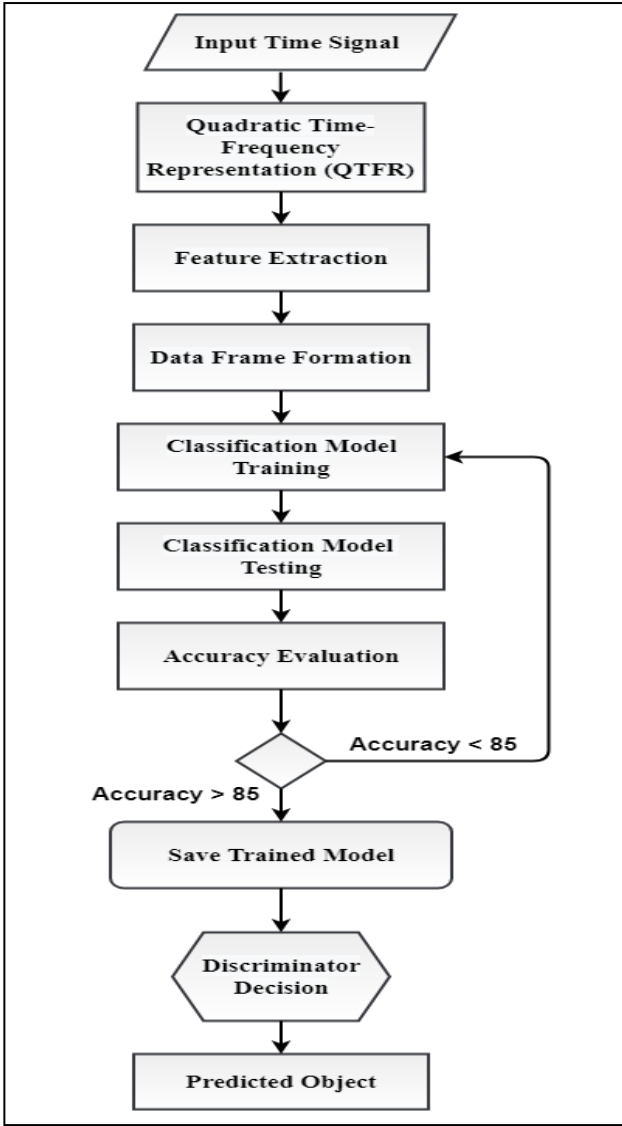 Input Time Signal
Quadratic Time-
Frequency
Representation (QTFR)
Feature Extraction
Data Frame Formation
Classification Model
Training
Classification Model
Testing
Accuracy Evaluation
Accuracy < 85
Accuracy > 85
Save Trained Model
Discriminator
Decision
Predicted Object